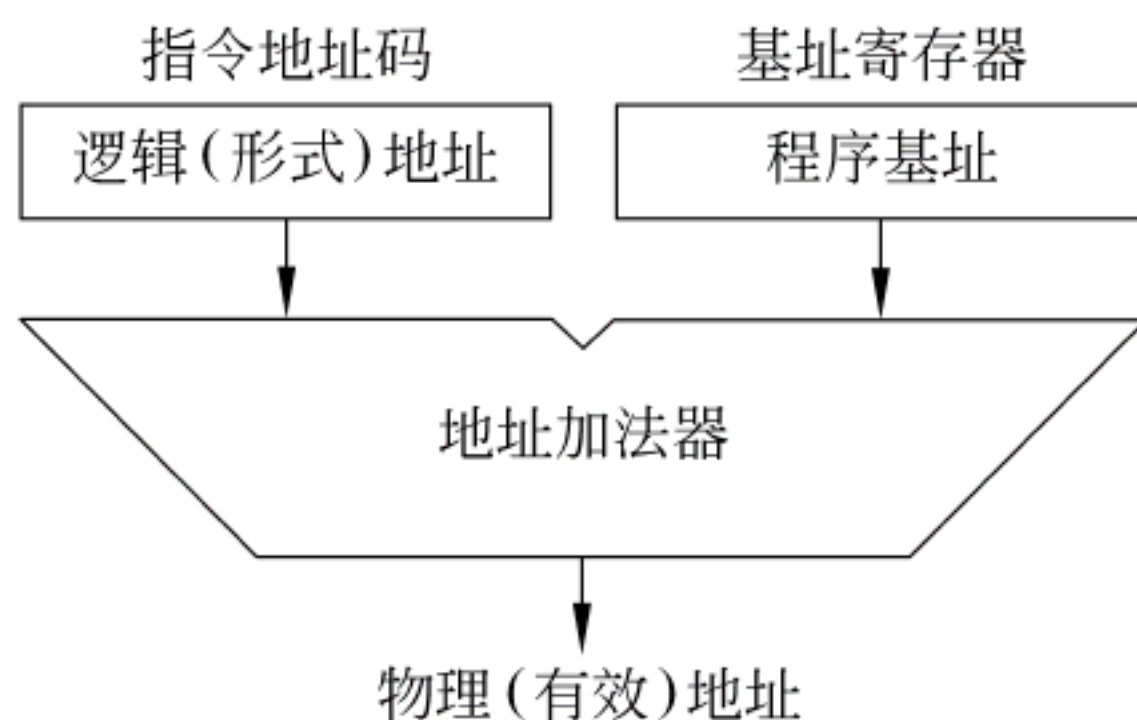 指令地址码
基址寄存器
逻辑(形式)地址
程序基址
地址加法器
物理(有效)地址